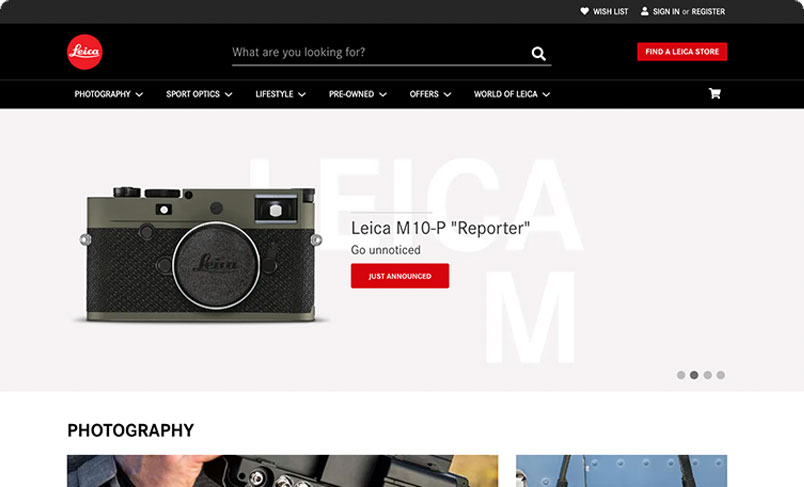 WISH LIST
SIGN IN or REGISTER
Leica
What are you looking for?
FIND A LEICA STORE
PHOTOGRAPHY
SPORT OPTICS
LIFESTYLE
PRE-OWNED
OFFERS
WORLD OF LEICA
LEICA
M
Leica
Leica M10-P "Reporter"
Go unnoticed
JUST ANNOUNCED
PHOTOGRAPHY